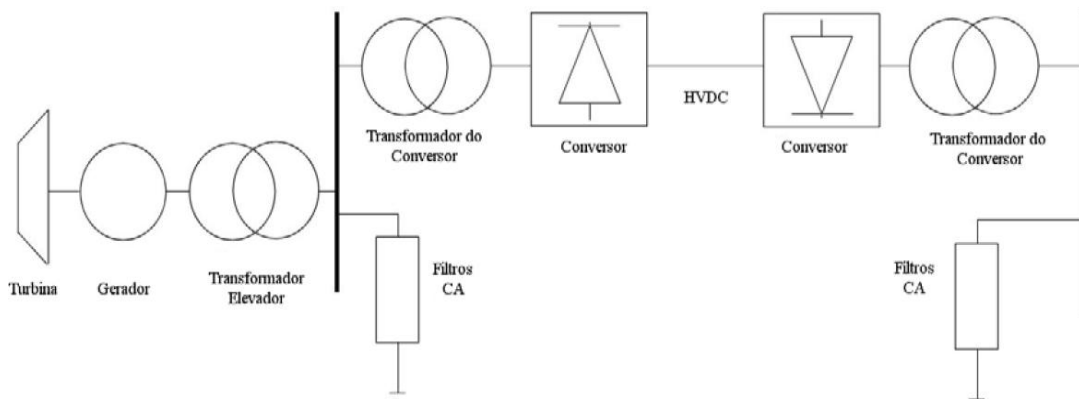 HVDC
Transformador do
Conversor
Conversor
Conversor
Transformador do
Conversor
Turbina
Gerador
Transformador
Elevador
Filtros
CA
Filtros
CA